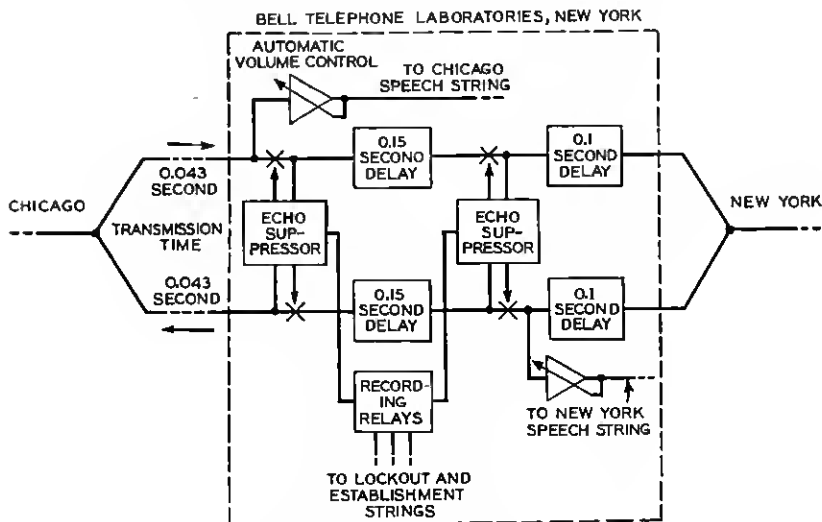 BELL TELEPHONE LABORATORIES, NEW YORK
AUTOMATIC
VOLUME CONTROL
TO CHICAGO
SPEECH STRING
0.15
SECOND
DELAY
0.1
SECOND
DELAY
0.043
SECOND
CHICAGO
TRANSMISSION
TIME
ECHO
SUP-
PRESSOR
ECHO
SUP-
PRESSOR
NEW YORK
0.043
SECOND
0.15
SECOND
DELAY
0.1
SECOND
DELAY
RECORD-
ING
RELAYS
TO NEW YORK
SPEECH STRING
TO LOCKOUT AND
ESTABLISHMENT
STRINGS